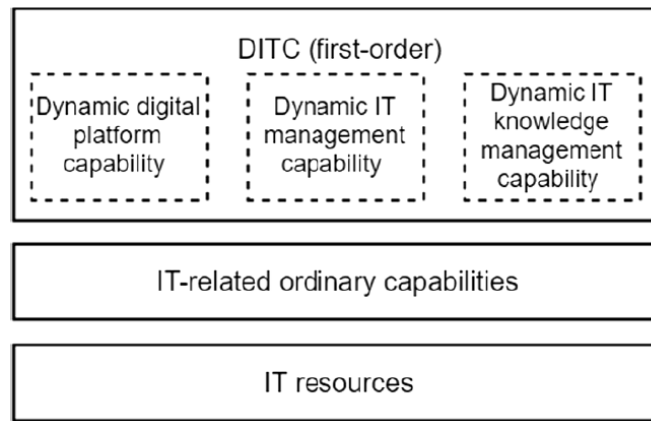 DITC (first-order)
Dynamic digital
platform
capability
Dynamic IT
management
capability
Dynamic IT
knowledge
management
capability
IT-related ordinary capabilities
IT resources